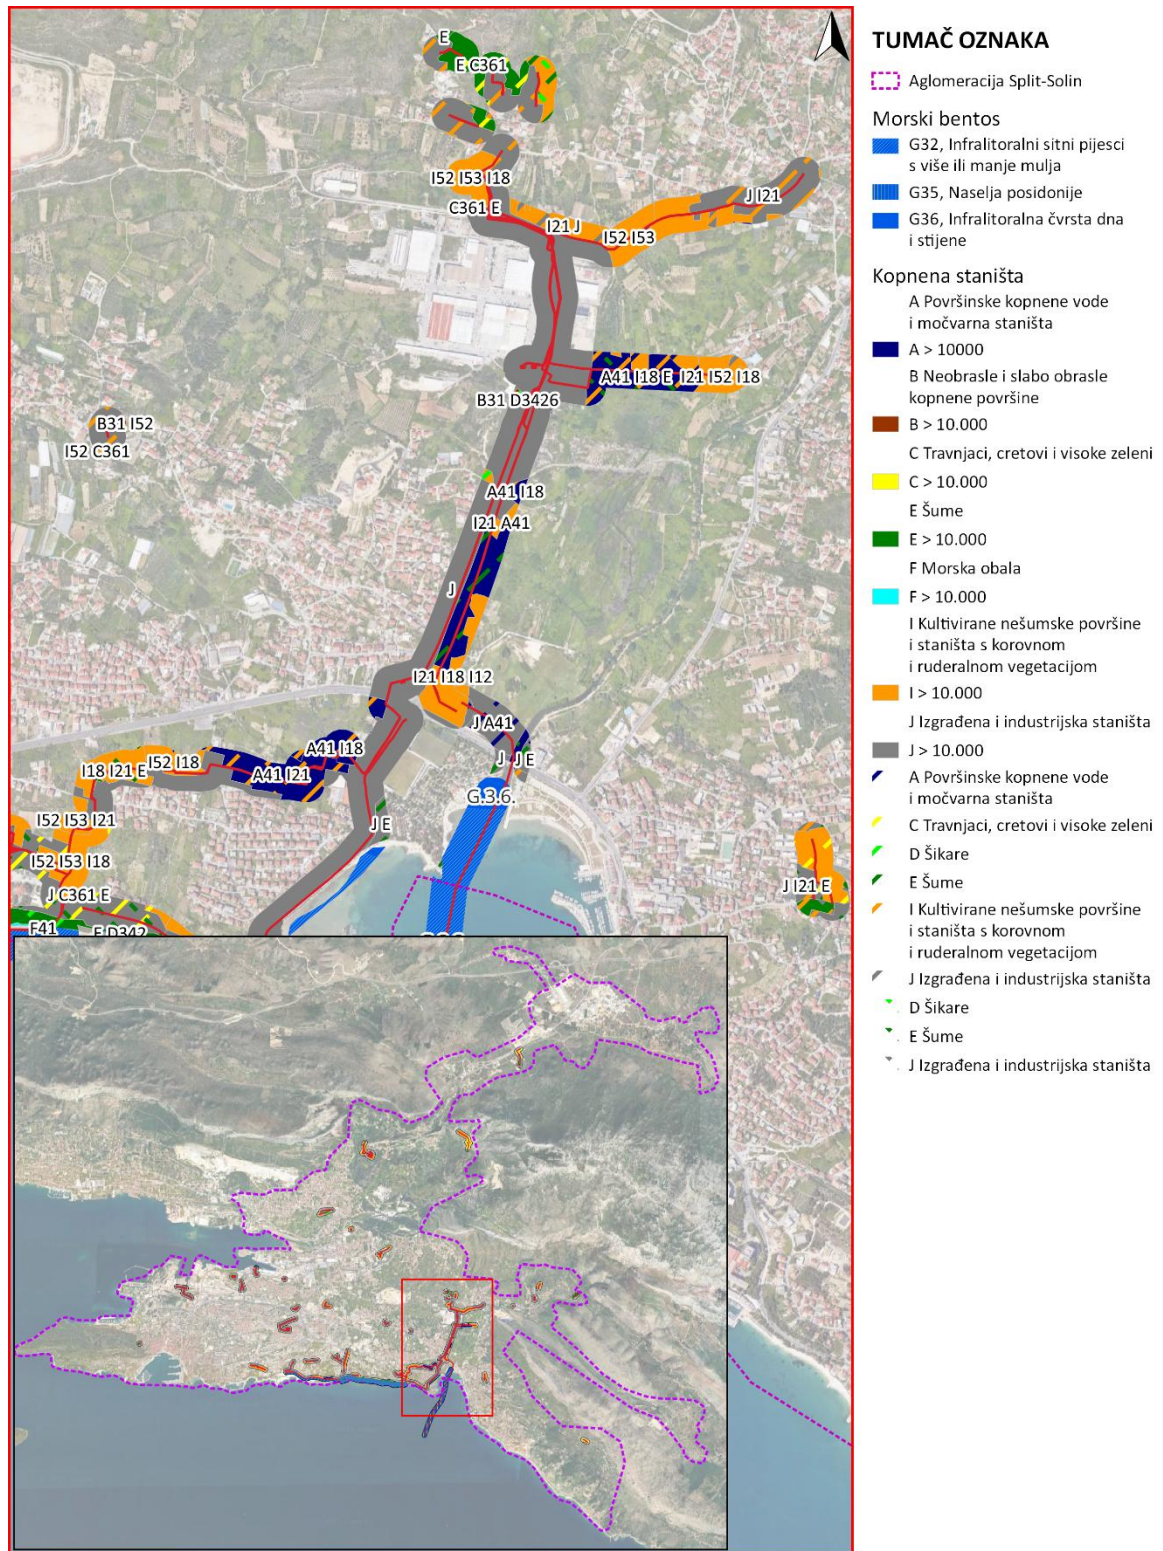 E
E C361
I52 I53 I18
C361 E
J I21
I21 J
I52 I53
A41 I18 E I21 I52 I18
B31 D3426
B31 I52
I52 C361
A41 I18
I21 A41
J
I21 I18 I12
J A41
J J E
A41 I18
I52 I18
I18 I21 E
A41 I21
G.3.6.
I52 I53 I21
J E
I52 I53 I18
J C361 E
J I21 E
F41
E D342
TUMAČ OZNAKA
Aglomeracija Split-Solin
Morski bentos
G32, Infralitoralni sitni pijesci
s više ili manje mulja
G35, Naselja posidonije
G36, Infralitoralna čvrsta dna
i stijene
Kopnena staništa
A Površinske kopnene vode
i močvarna staništa
A > 10000
B Neobrasle i slabo obrasle
kopnene površine
B > 10.000
C Travnjaci, cretovi i visoke zeleni
C > 10.000
E Šume
E > 10.000
F Morska obala
F > 10.000
I Kultivirane nešumske površine
i staništa s korovnom
i ruderalnom vegetacijom
I > 10.000
J Izgrađena i industrijska staništa
J > 10.000
A Površinske kopnene vode
i močvarna staništa
C Travnjaci, cretovi i visoke zeleni
D Šikare
E Šume
I Kultivirane nešumske površine
i staništa s korovnom
i ruderalnom vegetacijom
J Izgrađena i industrijska staništa
D Šikare
E Šume
J Izgrađena i industrijska staništa